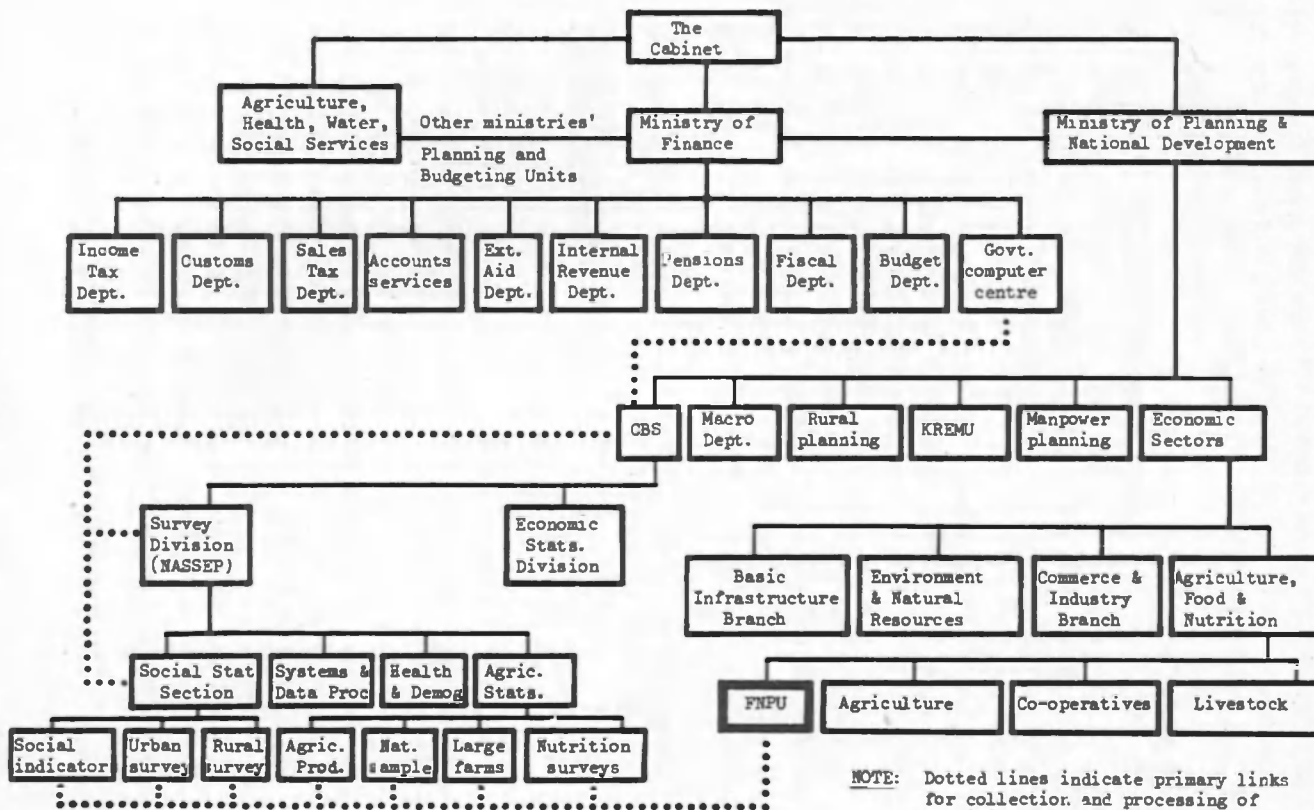 The
Cabinet
Agriculture,
Health, Water,
Social Services
Other ministries'
Planning and
Budgeting Units
Ministry of
Finance
Ministry of Planning &
National Development
Income
Tax
Dept.
Customs
Dept.
Sales
Tax
Dept.
Accounts
services
Ext.
Aid
Dept.
Internal
Revenue
Dept.
Pensions
Dept.
Fiscal
Dept.
Budget
Dept.
Govt.
computer
centre
CBS
Macro
Dept.
Rural
planning
KREMU
Manpower
planning
Economic
Sectors
Survey
Division
(NASSEP)
Economic
Stats.
Division
Basic
Infrastructure
Branch
Environment
& Natural
Resources
Commerce &
Industry
Branch
Agriculture,
Food &
Nutrition
Social Stat
Section
Systems &
Data Proc
Health
& Demog
Agric.
Stats.
FNPU
Agriculture
Co-operatives
Livestock
Social
indicator
Urban
survey
Rural
survey
Agric.
Prod.
Nat.
sample
Large
farms
Nutrition
surveys
NOTE: Dotted lines indicate primary links
for collection and processing of